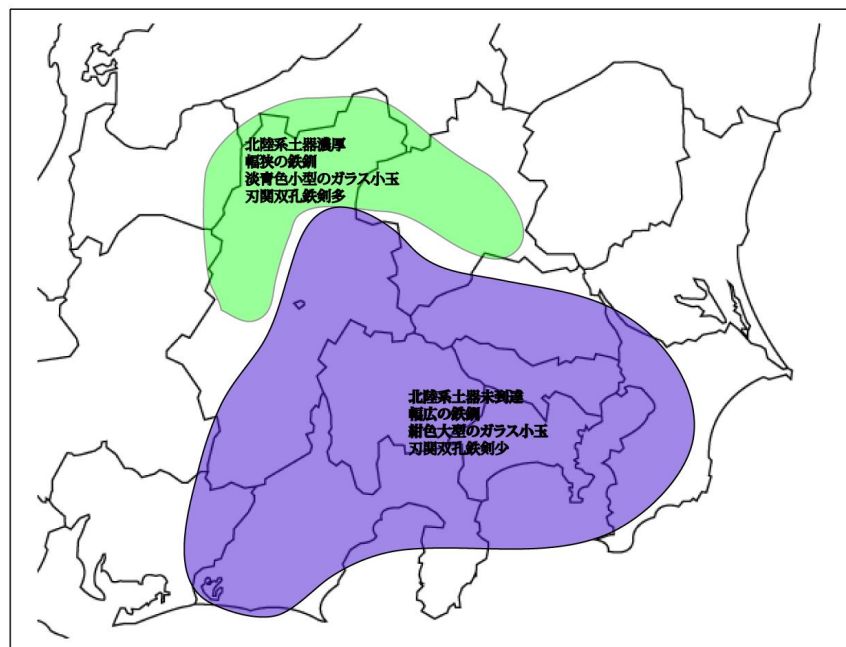 北陸系土器濃厚
幅狭の鉄釧
淡青色小型のガラス小玉
刃関双孔鉄剣多
北陸系土器未到達
幅広の鉄釧
紺色大型のガラス小玉
刃関双孔鉄剣少